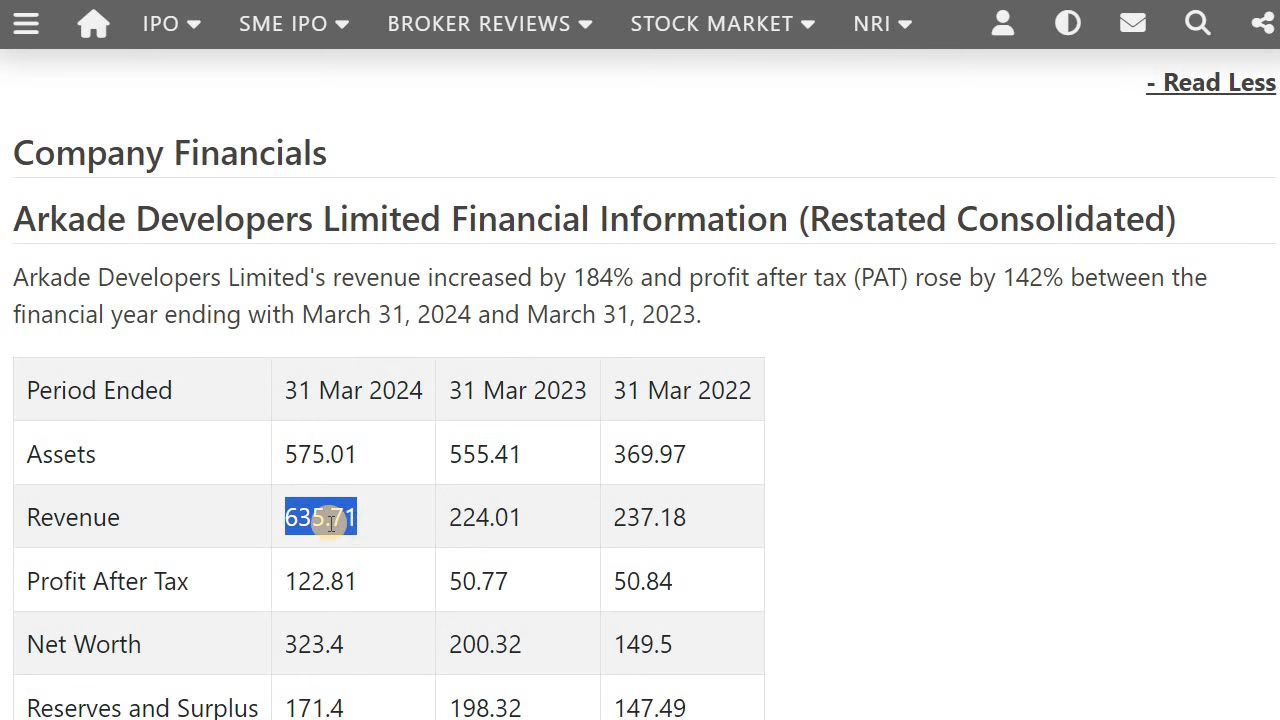 IPO SME IPO BROKER REVIEWS STOCK MARKET NRI
- Read Less
Company Financials
Arkade Developers Limited Financial Information (Restated Consolidated)
Arkade Developers Limited's revenue increased by 184% and profit after tax (PAT) rose by 142% between the
financial year ending with March 31, 2024 and March 31, 2023.
Period Ended 31 Mar 2024 31 Mar 2023 31 Mar 2022
Assets 575.01 555.41 369.97
Revenue 635.71 224.01 237.18
Profit After Tax 122.81 50.77 50.84
Net Worth 323.4 200.32 149.5
Reserves and Surplus 171.4 198.32 147.49